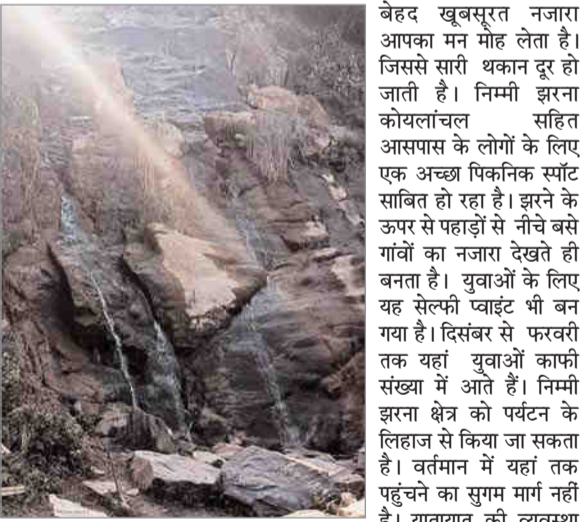 बेहद खूबसूरत नजारा
आपका मन मोह लेता है।
जिससे सारी थकान दूर हो
जाती है। निम्मी झरना
कोयलांचल सहित
आसपास के लोगों के लिए
एक अच्छा पिकनिक स्पॉट
साबित हो रहा है। झरने के
ऊपर से पहाड़ों से नीचे बसे
गांवों का नजारा देखते ही
बनता है। युवाओं के लिए
यह सेल्फी प्वाइंट भी बन
गया है। दिसंबर से फरवरी
तक यहां युवाओं काफी
संख्या में आते हैं। निम्मी
झरना क्षेत्र को पर्यटन के
लिहाज से किया जा सकता
है। वर्तमान में यहां तक
पहुंचने का सुगम मार्ग नहीं
है। यातायात की व्यवस्था